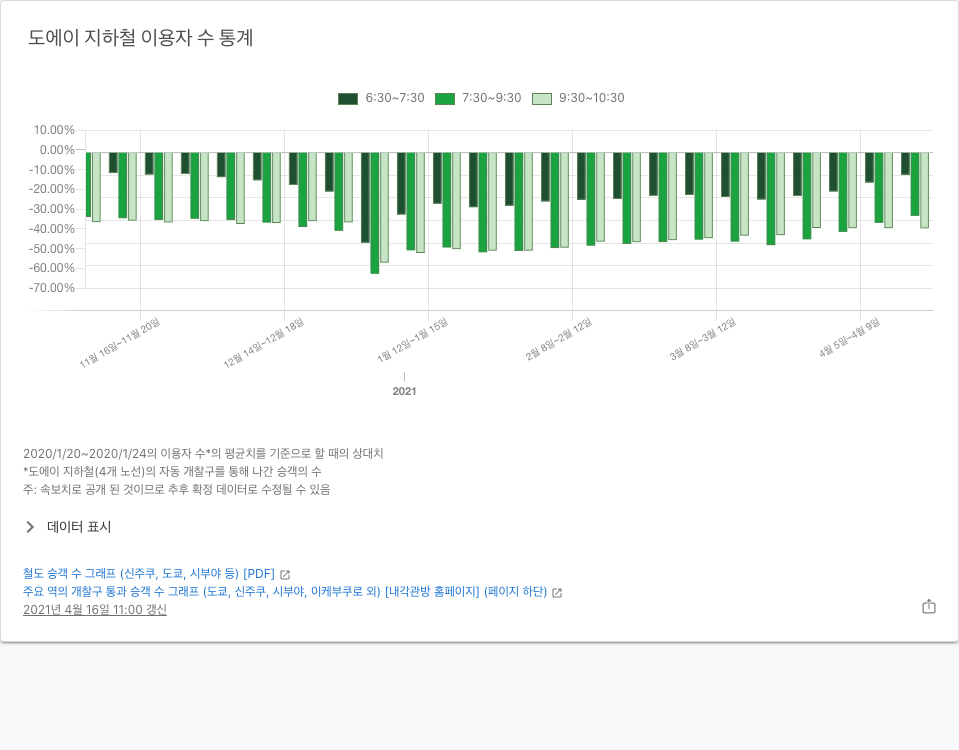 도에이 지하철 이용자 수 통계
6:30~7:30 7:30~9:30 9:30~10:30
10.00%
0.00%
-10.00%
-20.00%
-30.00%
-40.00%
-50.00%
-60.00%
-70.00%
11월 16일~11월 20일 12월 14일~12월 18일 1월 12일~1월 15일 2월 8일~2월 12일 3월 8일~3월 12일 4월 5일~4월 9일
2021
2020/1/20~2020/1/24의 이용자 수*의 평균치를 기준으로 할 때의 상대치
*도에이 지하철(4개 노선)의 자동 개찰구를 통해 나간 승객의 수
주: 속보치로 공개 된 것이므로 추후 확정 데이터로 수정될 수 있음
데이터 표시
철도 승객 수 그래프 (신주쿠, 도쿄, 시부야 등) [PDF]
주요 역의 개찰구 통과 승객 수 그래프 (도쿄, 신주쿠, 시부야, 이케부쿠로 외) [내각관방 홈페이지] (페이지 하단)
2021년 4월 16일 11:00 갱신